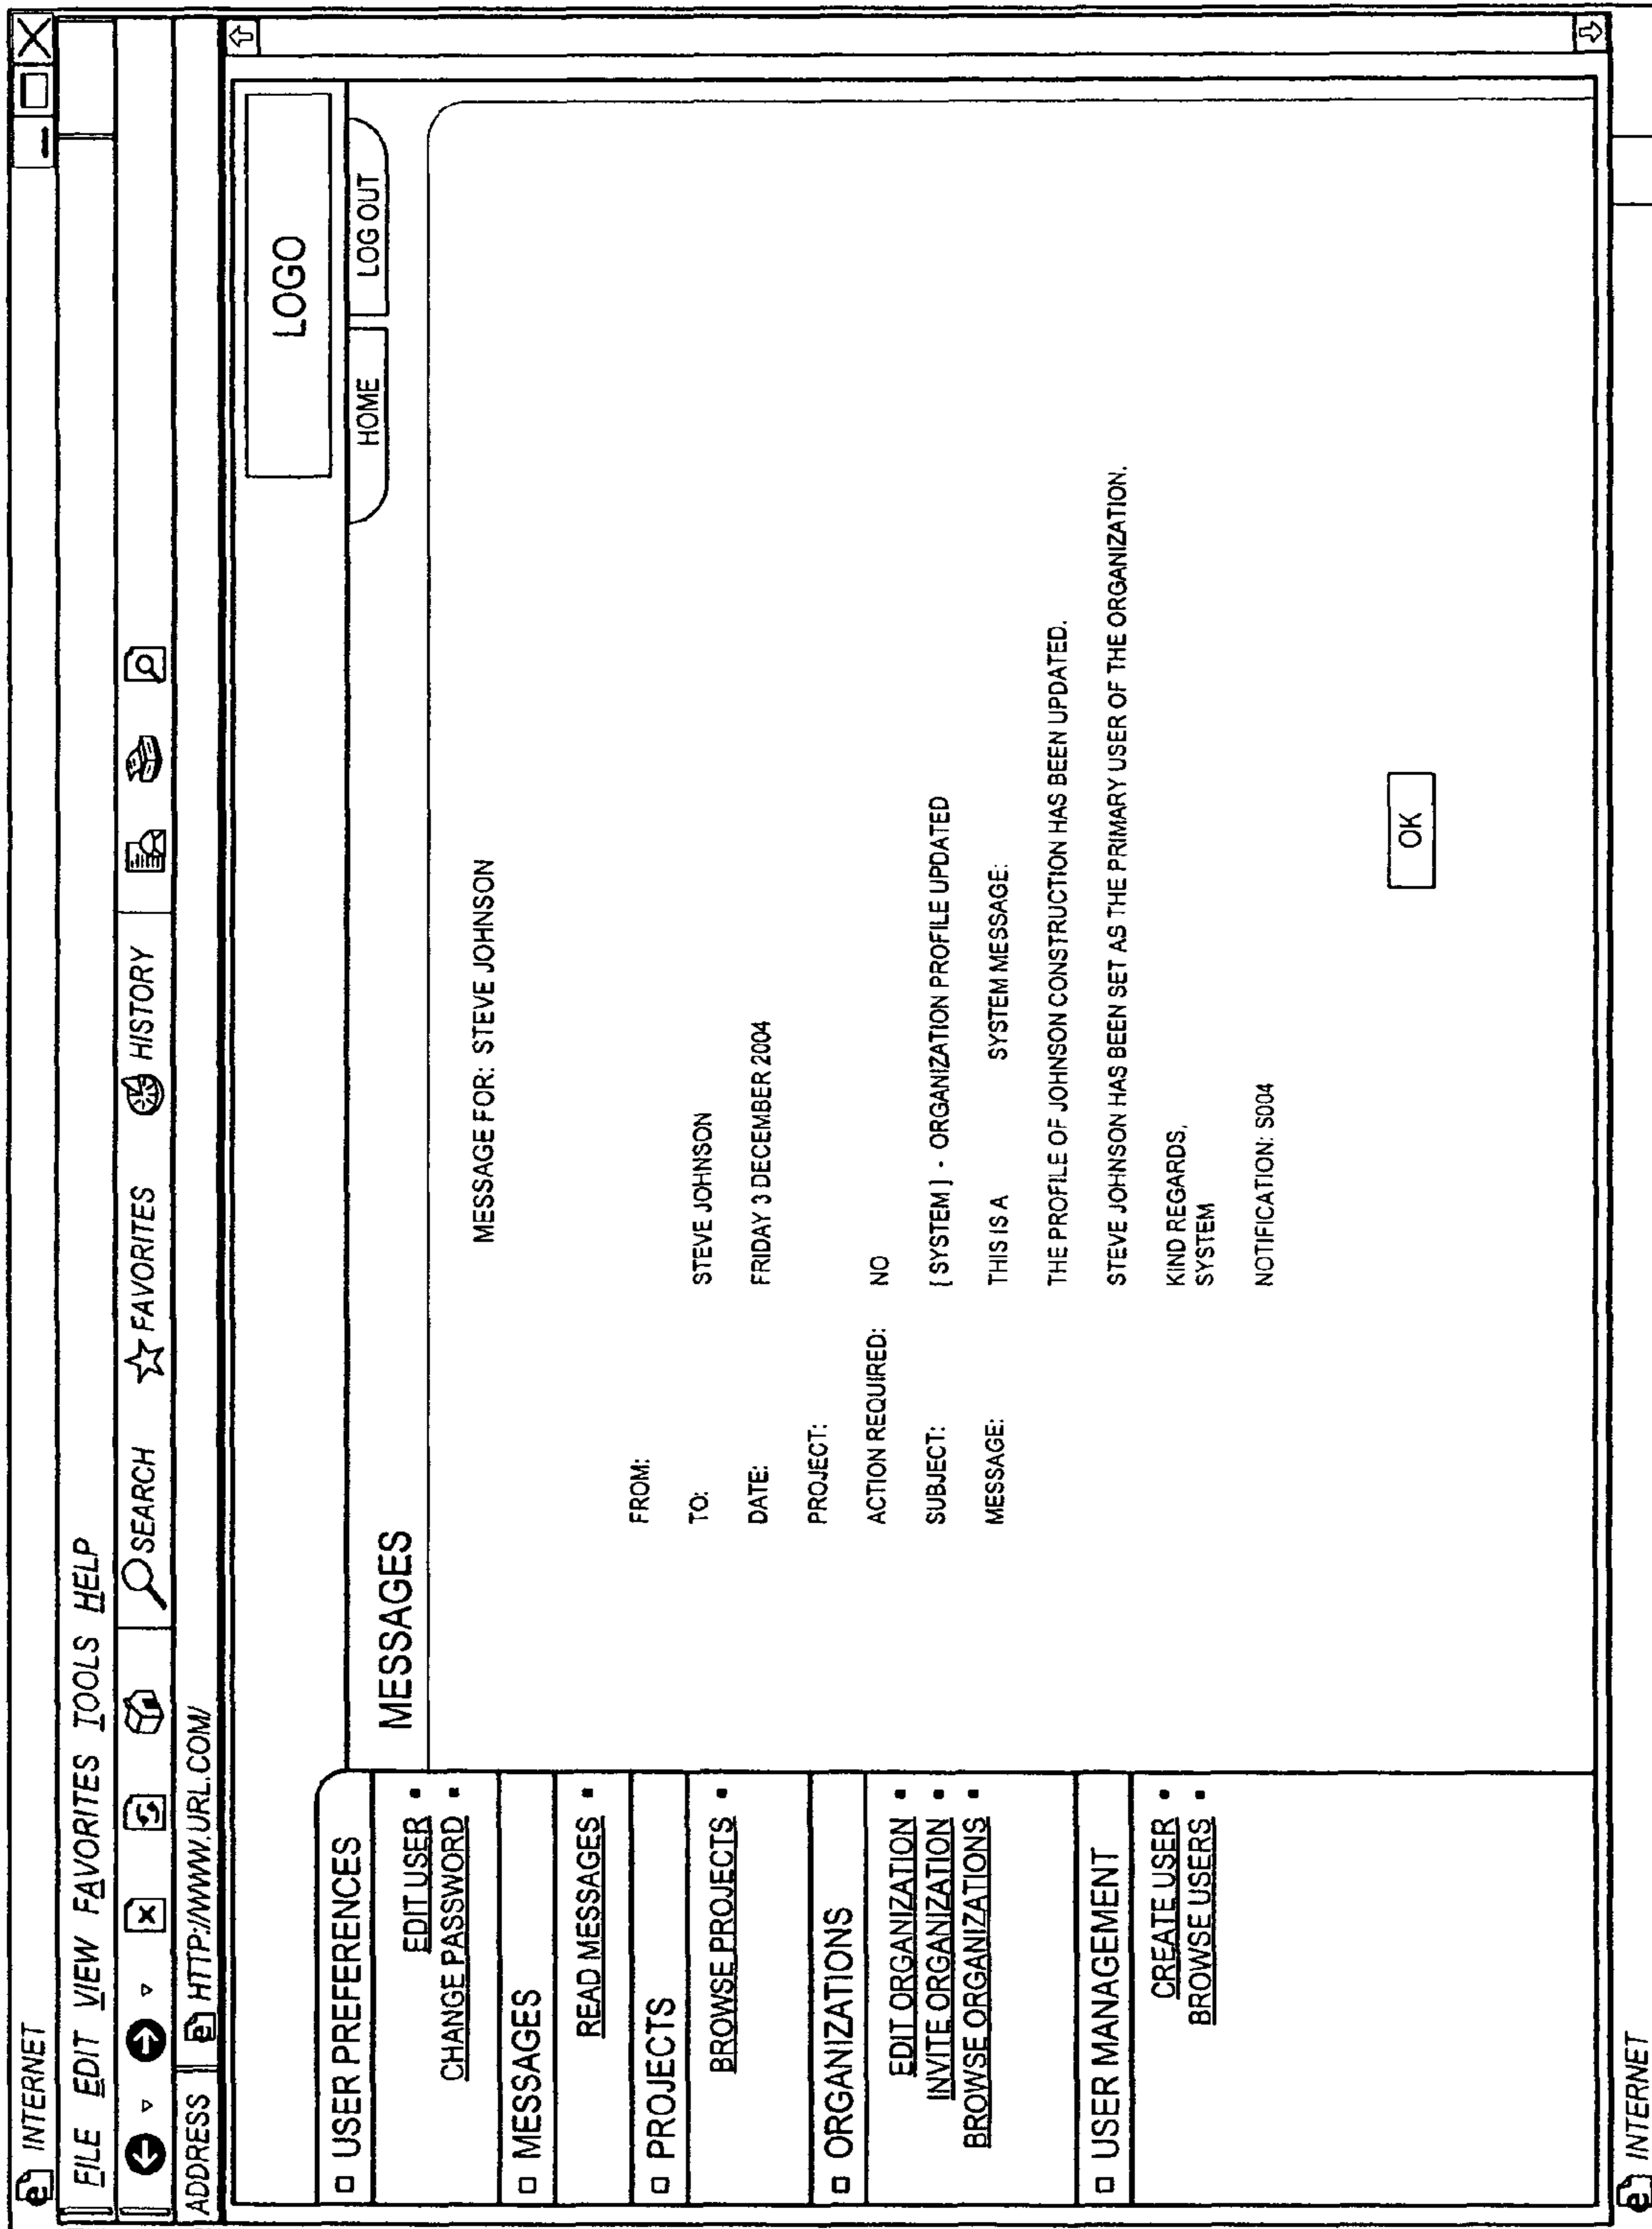 INTERNET
FILE EDIT VIEW FAVORITES TOOLS HELP
SEARCH FAVORITES HISTORY
ADDRESS HTTP://WWW.URL.COM/
LOGO
HOME LOG OUT
USER PREFERENCES
EDIT USER
CHANGE PASSWORD
MESSAGES
READ MESSAGES
PROJECTS
BROWSE PROJECTS
ORGANIZATIONS
EDIT ORGANIZATION
INVITE ORGANIZATION
BROWSE ORGANIZATIONS
USER MANAGEMENT
CREATE USER
BROWSE USERS
MESSAGES
MESSAGE FOR: STEVE JOHNSON
FROM:
TO: STEVE JOHNSON
DATE: FRIDAY 3 DECEMBER 2004
PROJECT:
ACTION REQUIRED: NO
SUBJECT: [SYSTEM] - ORGANIZATION PROFILE UPDATED
MESSAGE: THIS IS A SYSTEM MESSAGE:
THE PROFILE OF JOHNSON CONSTRUCTION HAS BEEN UPDATED.
STEVE JOHNSON HAS BEEN SET AS THE PRIMARY USER OF THE ORGANIZATION.
KIND REGARDS,
SYSTEM
NOTIFICATION: S004
OK
INTERNET